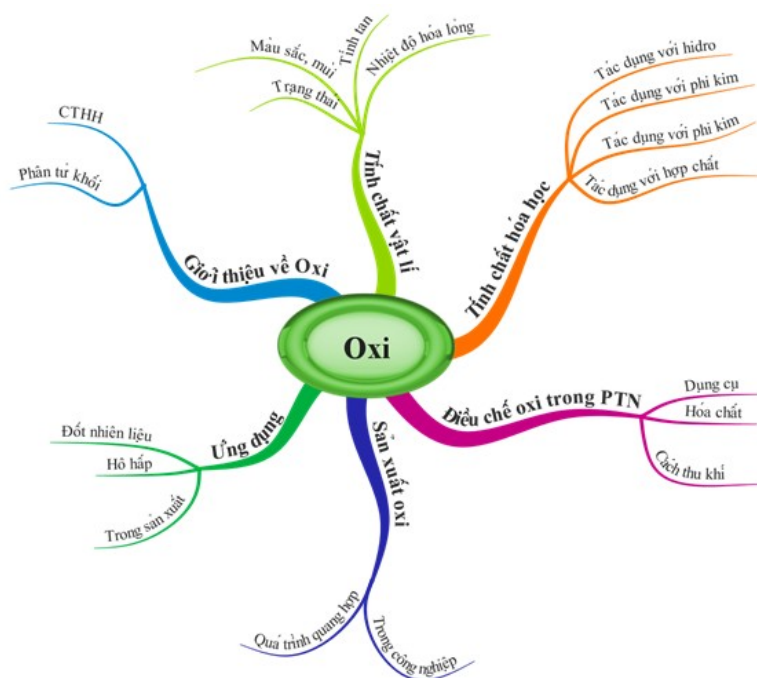 Oxi
Giới thiệu về Oxi
CTHH
Phân tử khối
Tính chất vật lí
Trạng thái
Màu sắc, mùi
Tính tan
Nhiệt độ hóa lỏng
Tính chất hóa học
Tác dụng với hidro
Tác dụng với phi kim
Tác dụng với phi kim
Tác dụng với hợp chất
Điều chế oxi trong PTN
Dụng cụ
Hóa chất
Cách thu khí
Sản xuất oxi
Quá trình quang hợp
Trong công nghiệp
Ứng dụng
Đốt nhiên liệu
Hô hấp
Trong sản xuất